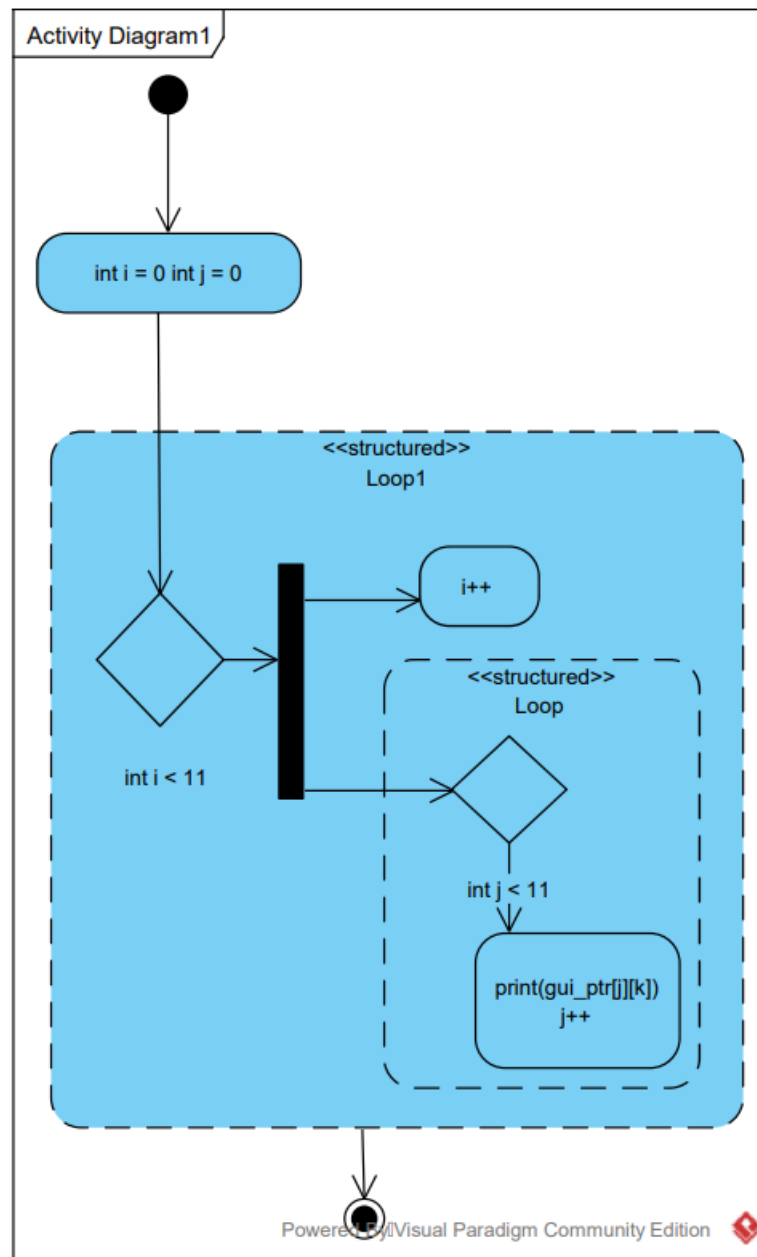 Activity Diagram1
int i = 0 int j = 0
<<structured>>
Loop1
i++
<<structured>>
Loop
int i < 11
int j < 11
print(gui_ptr[j][k])
j++
Powered By Visual Paradigm Community Edition